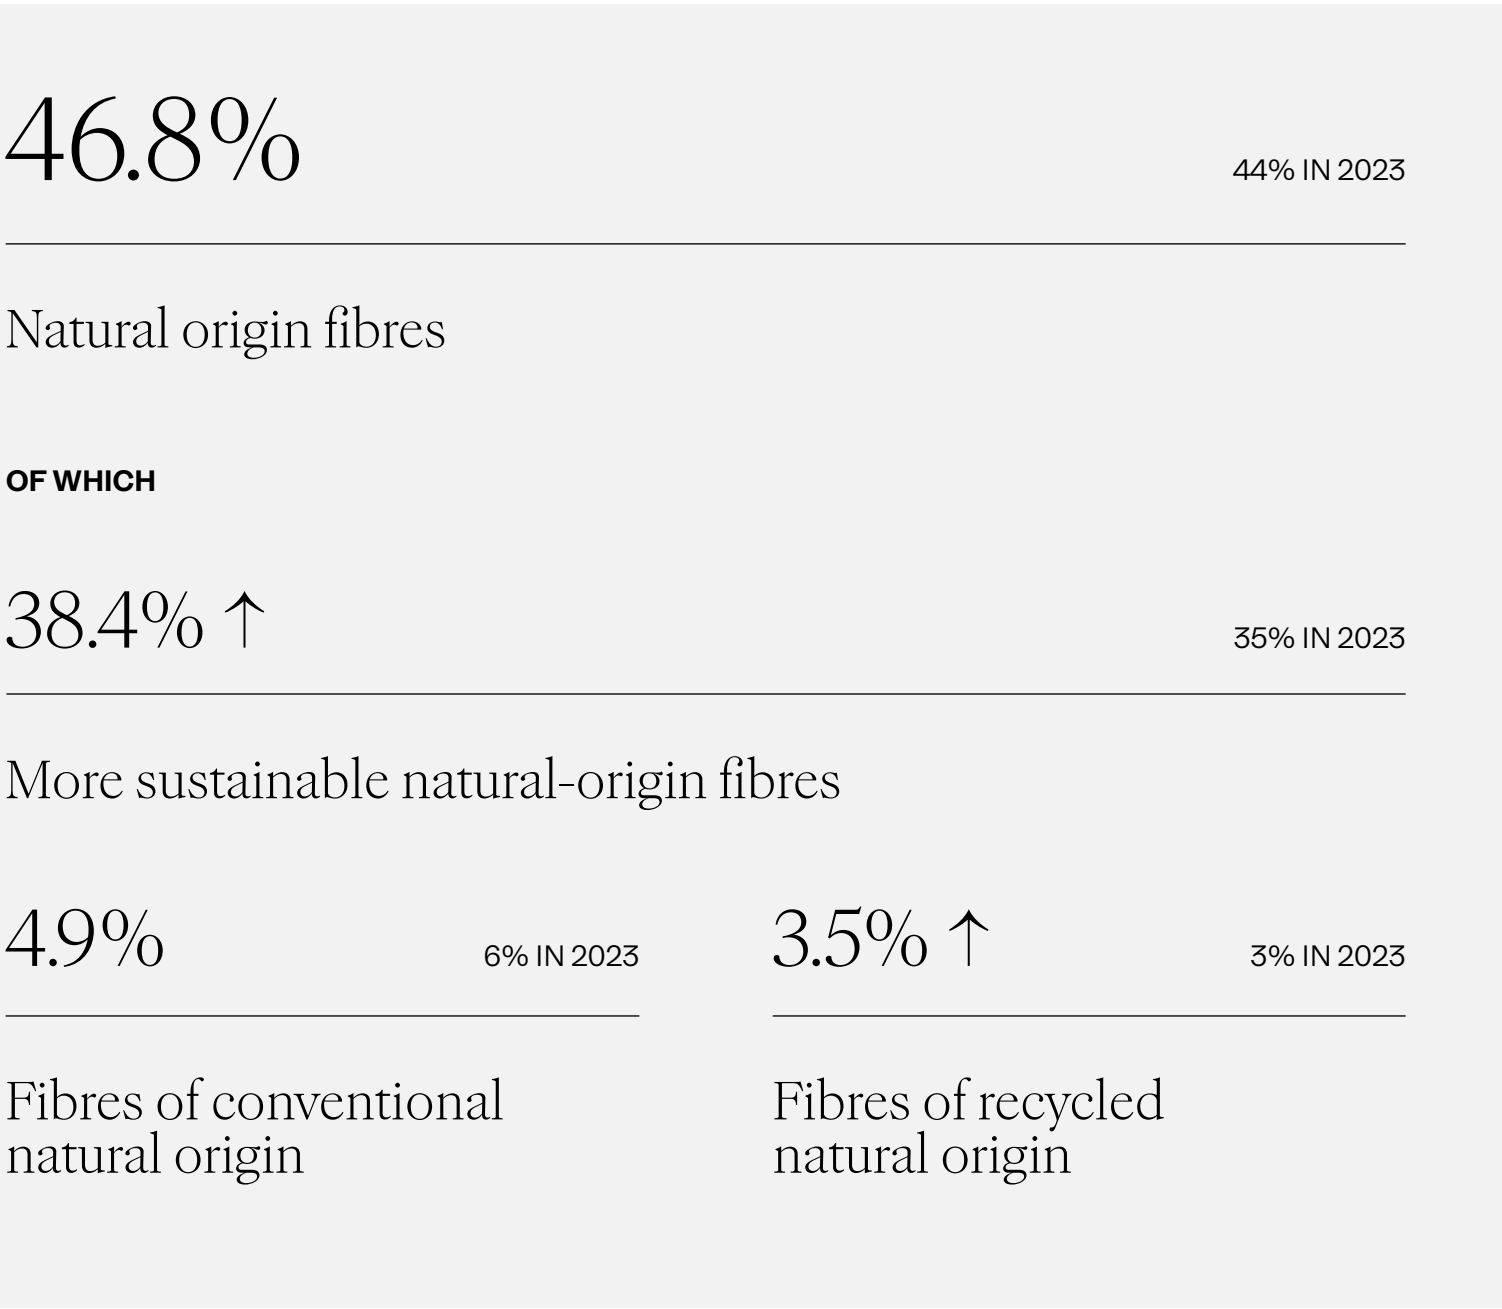 46.8%
44% IN 2023
Natural origin fibres
OF WHICH
38.4% ↑
35% IN 2023
More sustainable natural-origin fibres
4.9%
6% IN 2023
Fibres of conventional
natural origin
3.5% ↑
3% IN 2023
Fibres of recycled
natural origin